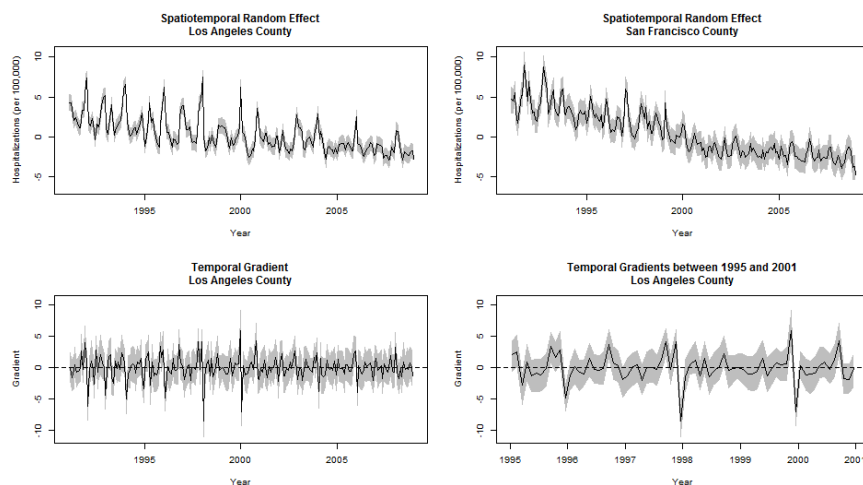 Spatiotemporal Random Effect
Los Angeles County
Hospitalizations (per 100,000)
10
5
0
-5
1995
2000
2005
Year
Spatiotemporal Random Effect
San Francisco County
Hospitalizations (per 100,000)
10
5
0
-5
1995
2000
2005
Year
Temporal Gradient
Los Angeles County
Gradient
10
5
0
-5
-10
1995
2000
2005
Year
Temporal Gradients between 1995 and 2001
Los Angeles County
Gradient
10
5
0
-5
-10
1995
1996
1997
1998
1999
2000
2001
Year